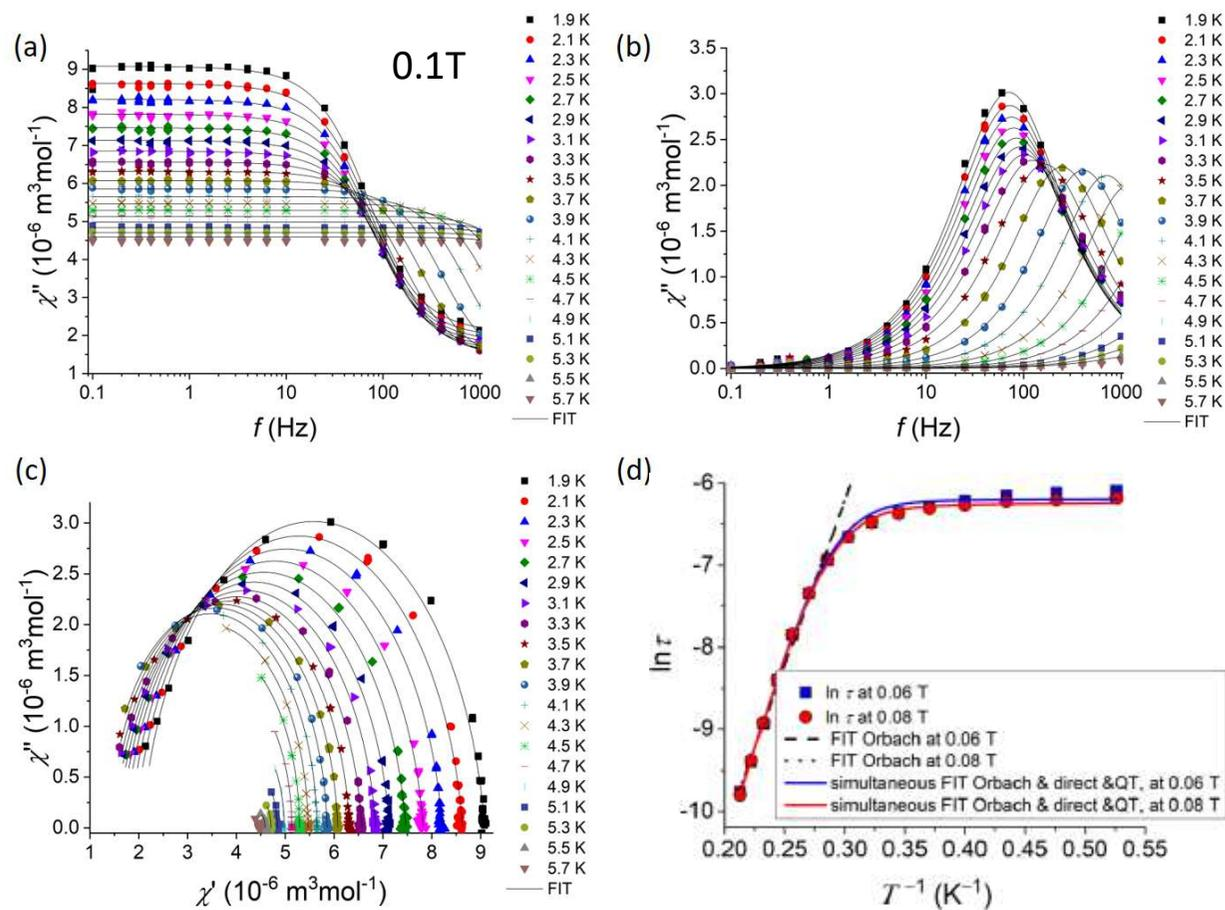 (a)
0.1T
χ'' (10⁻⁶ m³mol⁻¹)
9
8
7
6
5
4
3
2
1
0.1
1
10
100
1000
f (Hz)
1.9 K
2.1 K
2.3 K
2.5 K
2.7 K
2.9 K
3.1 K
3.3 K
3.5 K
3.7 K
3.9 K
4.1 K
4.3 K
4.5 K
4.7 K
4.9 K
5.1 K
5.3 K
5.5 K
5.7 K
FIT
(b)
χ'' (10⁻⁶ m³mol⁻¹)
3.5
3.0
2.5
2.0
1.5
1.0
0.5
0.0
0.1
1
10
100
1000
f (Hz)
1.9 K
2.1 K
2.3 K
2.5 K
2.7 K
2.9 K
3.1 K
3.3 K
3.5 K
3.7 K
3.9 K
4.1 K
4.3 K
4.5 K
4.7 K
4.9 K
5.1 K
5.3 K
5.5 K
5.7 K
FIT
(c)
χ'' (10⁻⁶ m³mol⁻¹)
3.0
2.5
2.0
1.5
1.0
0.5
0.0
1
2
3
4
5
6
7
8
9
χ' (10⁻⁶ m³mol⁻¹)
1.9 K
2.1 K
2.3 K
2.5 K
2.7 K
2.9 K
3.1 K
3.3 K
3.5 K
3.7 K
3.9 K
4.1 K
4.3 K
4.5 K
4.7 K
4.9 K
5.1 K
5.3 K
5.5 K
5.7 K
FIT
(d)
ln τ
-6
-7
-8
-9
-10
0.20
0.25
0.30
0.35
0.40
0.45
0.50
0.55
T⁻¹ (K⁻¹)
ln τ at 0.06 T
ln τ at 0.08 T
FIT Orbach at 0.06 T
FIT Orbach at 0.08 T
simultaneous FIT Orbach & direct &QT, at 0.06 T
simultaneous FIT Orbach & direct &QT, at 0.08 T